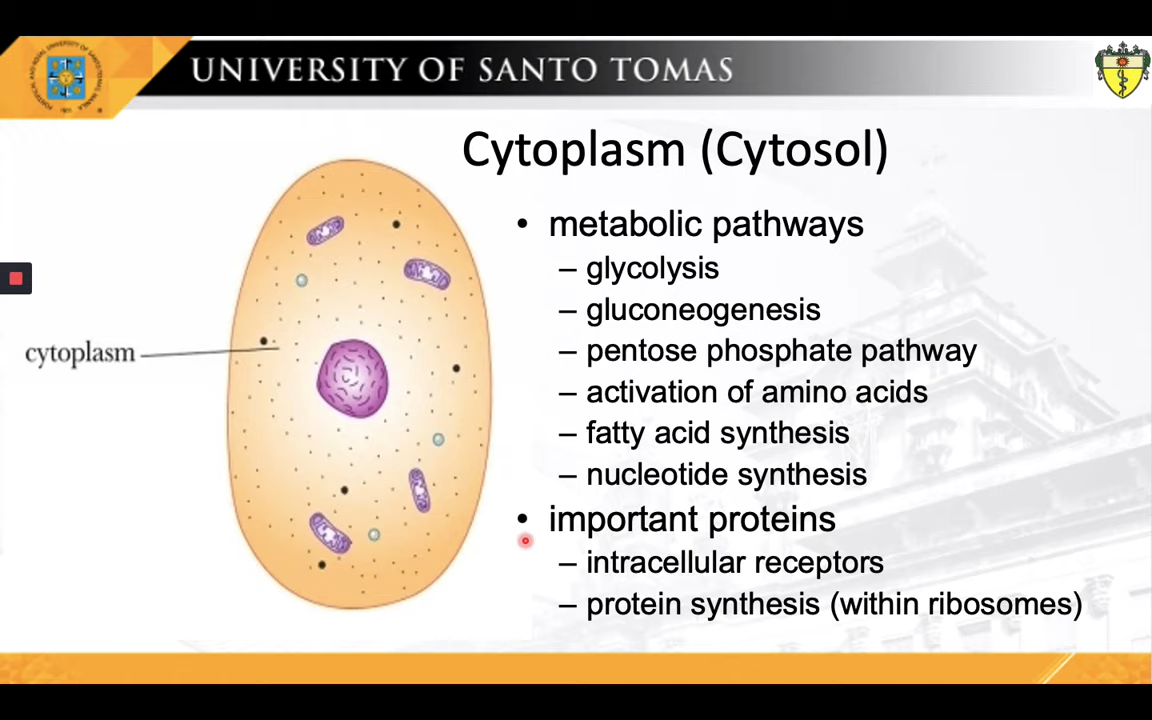 UNIVERSITY OF SANTO TOMAS
Cytoplasm (Cytosol)
• metabolic pathways
– glycolysis
– gluconeogenesis
– pentose phosphate pathway
– activation of amino acids
– fatty acid synthesis
– nucleotide synthesis
• important proteins
– intracellular receptors
– protein synthesis (within ribosomes)
cytoplasm